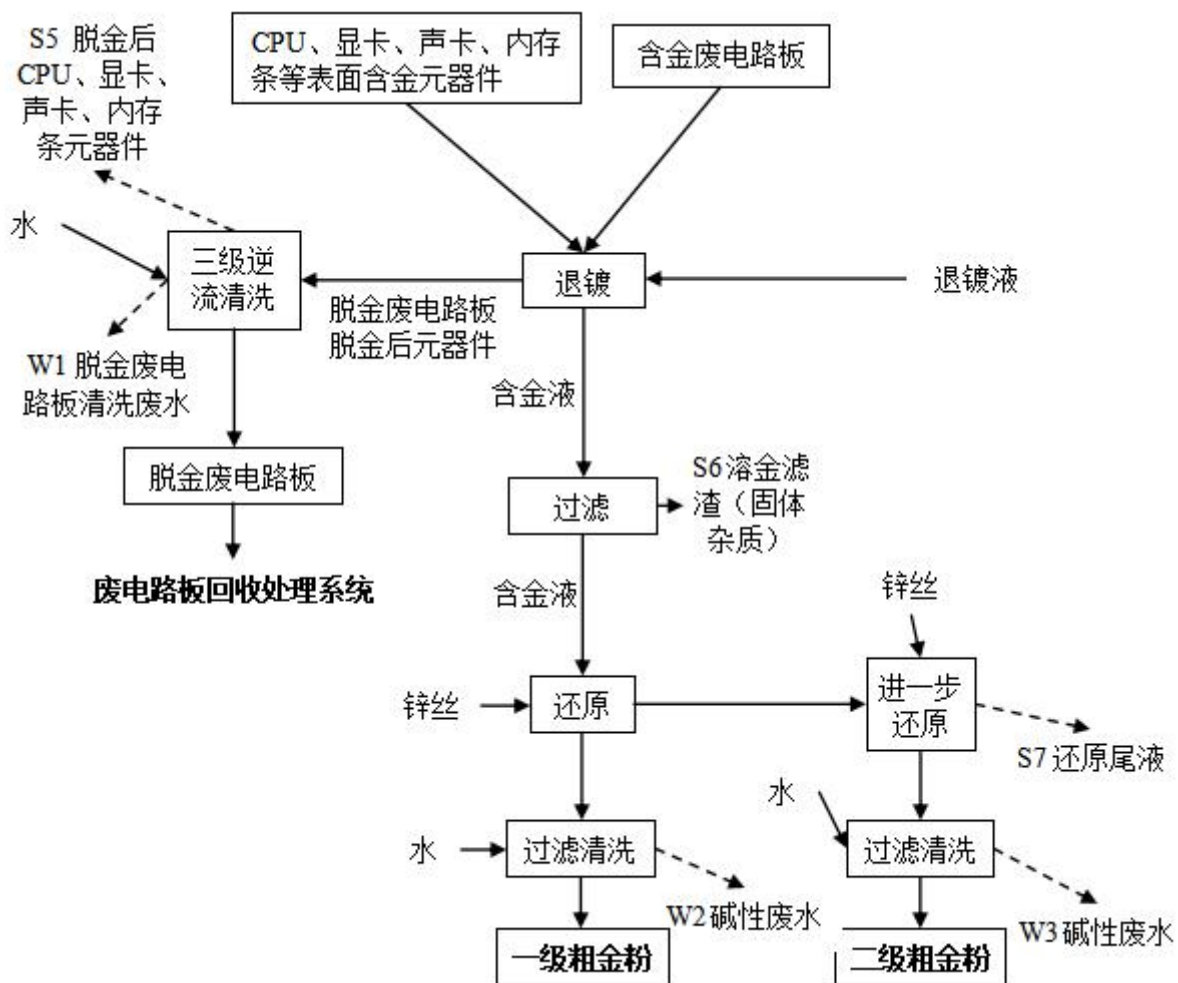 S5 脱金后
CPU、显卡、
声卡、内存
条元器件
CPU、显卡、声卡、内存
条等表面含金元器件
含金废电路板
水
三级逆
流清洗
退镀
退镀液
脱金废电路板
脱金后元器件
W1 脱金废电
路板清洗废水
含金液
脱金废电路板
过滤
S6溶金滤
渣（固体
杂质）
废电路板回收处理系统
含金液
锌丝
锌丝
还原
进一步
还原
S7还原尾液
水
水
过滤清洗
过滤清洗
W2碱性废水
W3碱性废水
一级粗金粉
二级粗金粉